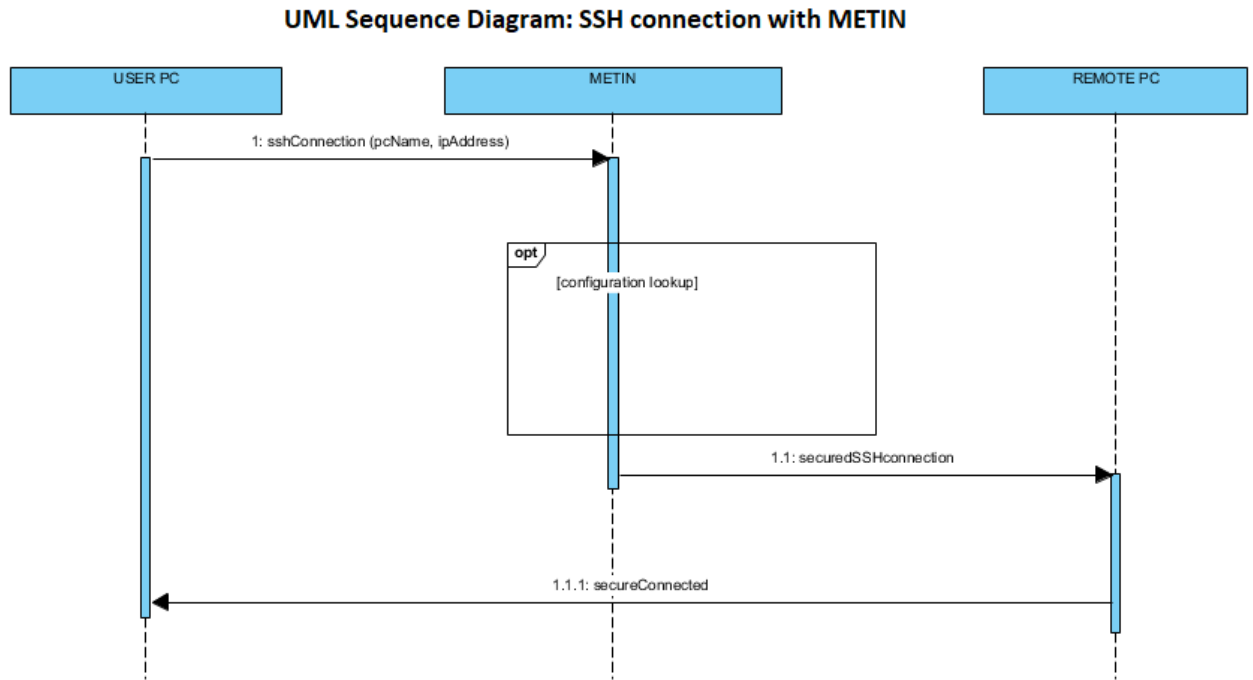 UML Sequence Diagram: SSH connection with METIN
USER PC
METIN
REMOTE PC
1: sshConnection (pcName, ipAddress)
opt
[configuration lookup]
1.1: securedSSHconnection
1.1.1: secureConnected